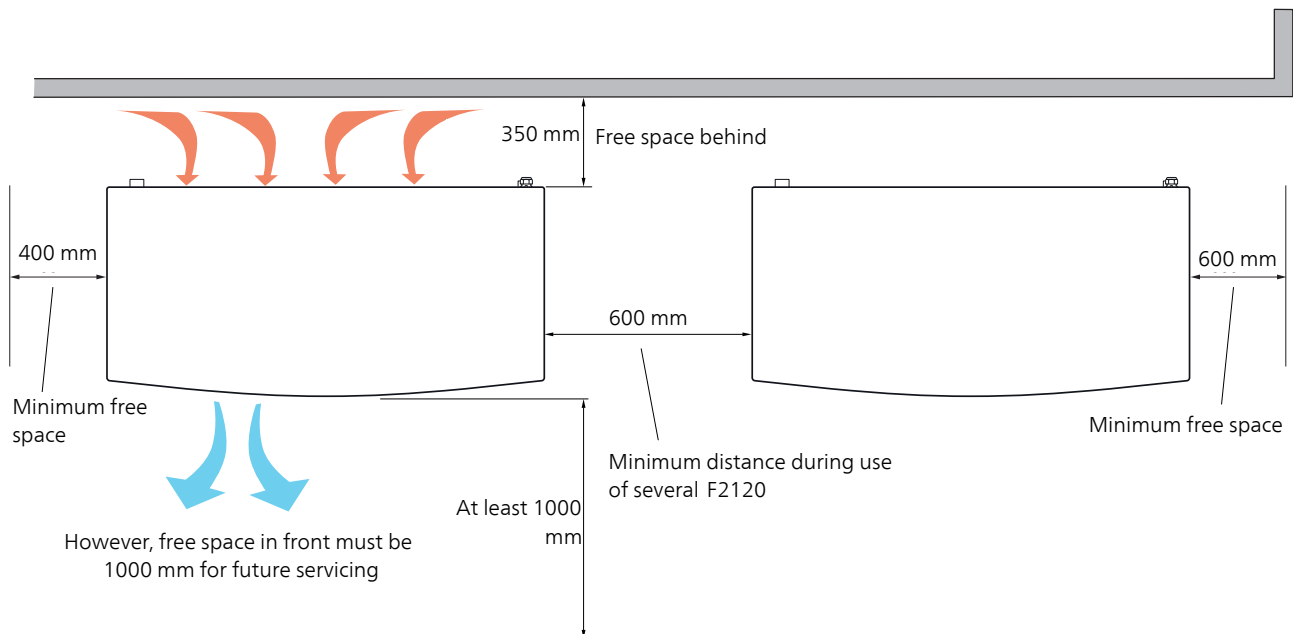 350 mm
Free space behind
400 mm
600 mm
600 mm
Minimum free
space
Minimum free space
Minimum distance during use
of several F2120
At least 1000
mm
However, free space in front must be
1000 mm for future servicing